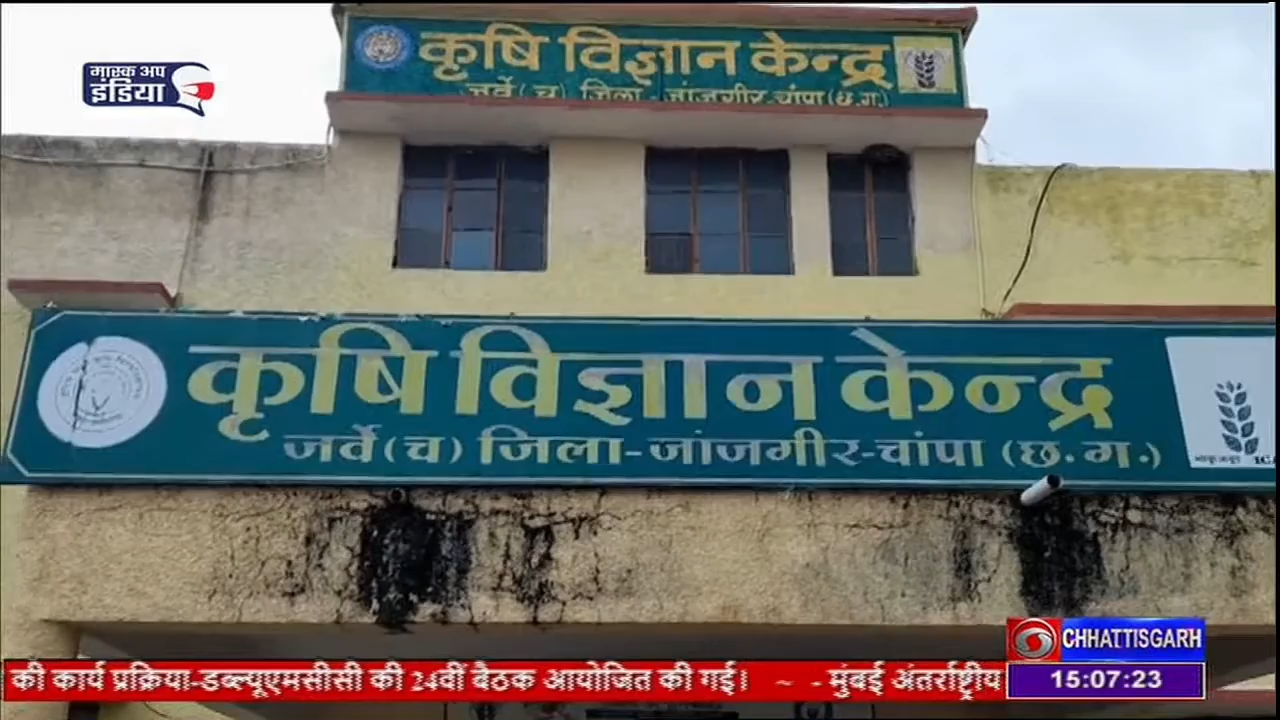 कृषि विज्ञान केन्द्र
जर्वे(च) जिला-जांजगीर-चांपा(छ.ग.)
मास्क अप
इंडिया
कृषि विज्ञान केन्द्र
जर्वे(च) जिला-जांजगीर-चांपा (छ.ग.)
CHHATTISGARH
की कार्य प्रक्रिया-डब्ल्यूएमसीसी की 24वीं बैठक आयोजित की गई। ~ - मुंबई अंतर्राष्ट्रीय
15:07:23